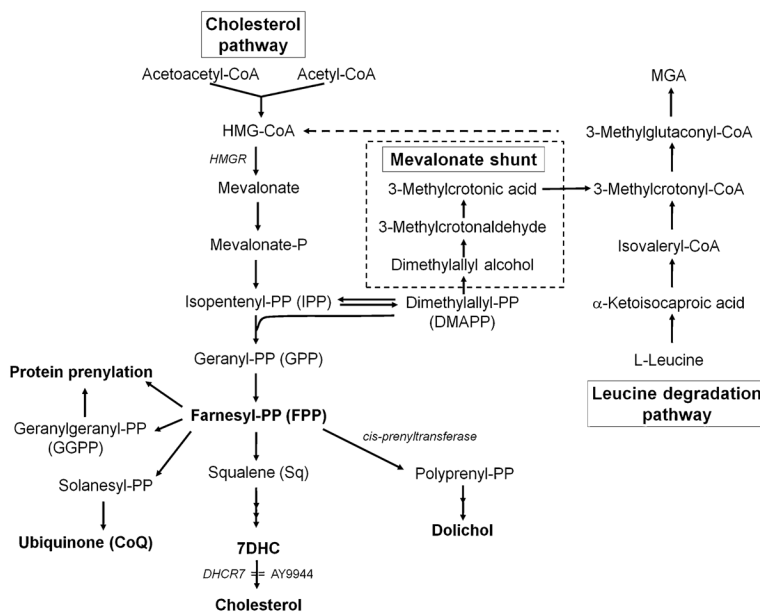 Cholesterol
pathway
Acetoacetyl-CoA
Acetyl-CoA
HMG-CoA
HMGR
Mevalonate
Mevalonate-P
Isopentenyl-PP (IPP)
Geranyl-PP (GPP)
Farnesyl-PP (FPP)
Protein prenylation
Geranylgeranyl-PP
(GGPP)
Solanesyl-PP
Ubiquinone (CoQ)
Squalene (Sq)
7DHC
DHCR7
AY9944
Cholesterol
cis-prenyltransferase
Polyprenyl-PP
Dolichol
Mevalonate shunt
3-Methylcrotonic acid
3-Methylcrotonaldehyde
Dimethylallyl alcohol
Dimethylallyl-PP
(DMAPP)
MGA
3-Methylglutaconyl-CoA
3-Methylcrotonyl-CoA
Isovaleryl-CoA
α-Ketoisocaproic acid
L-Leucine
Leucine degradation
pathway